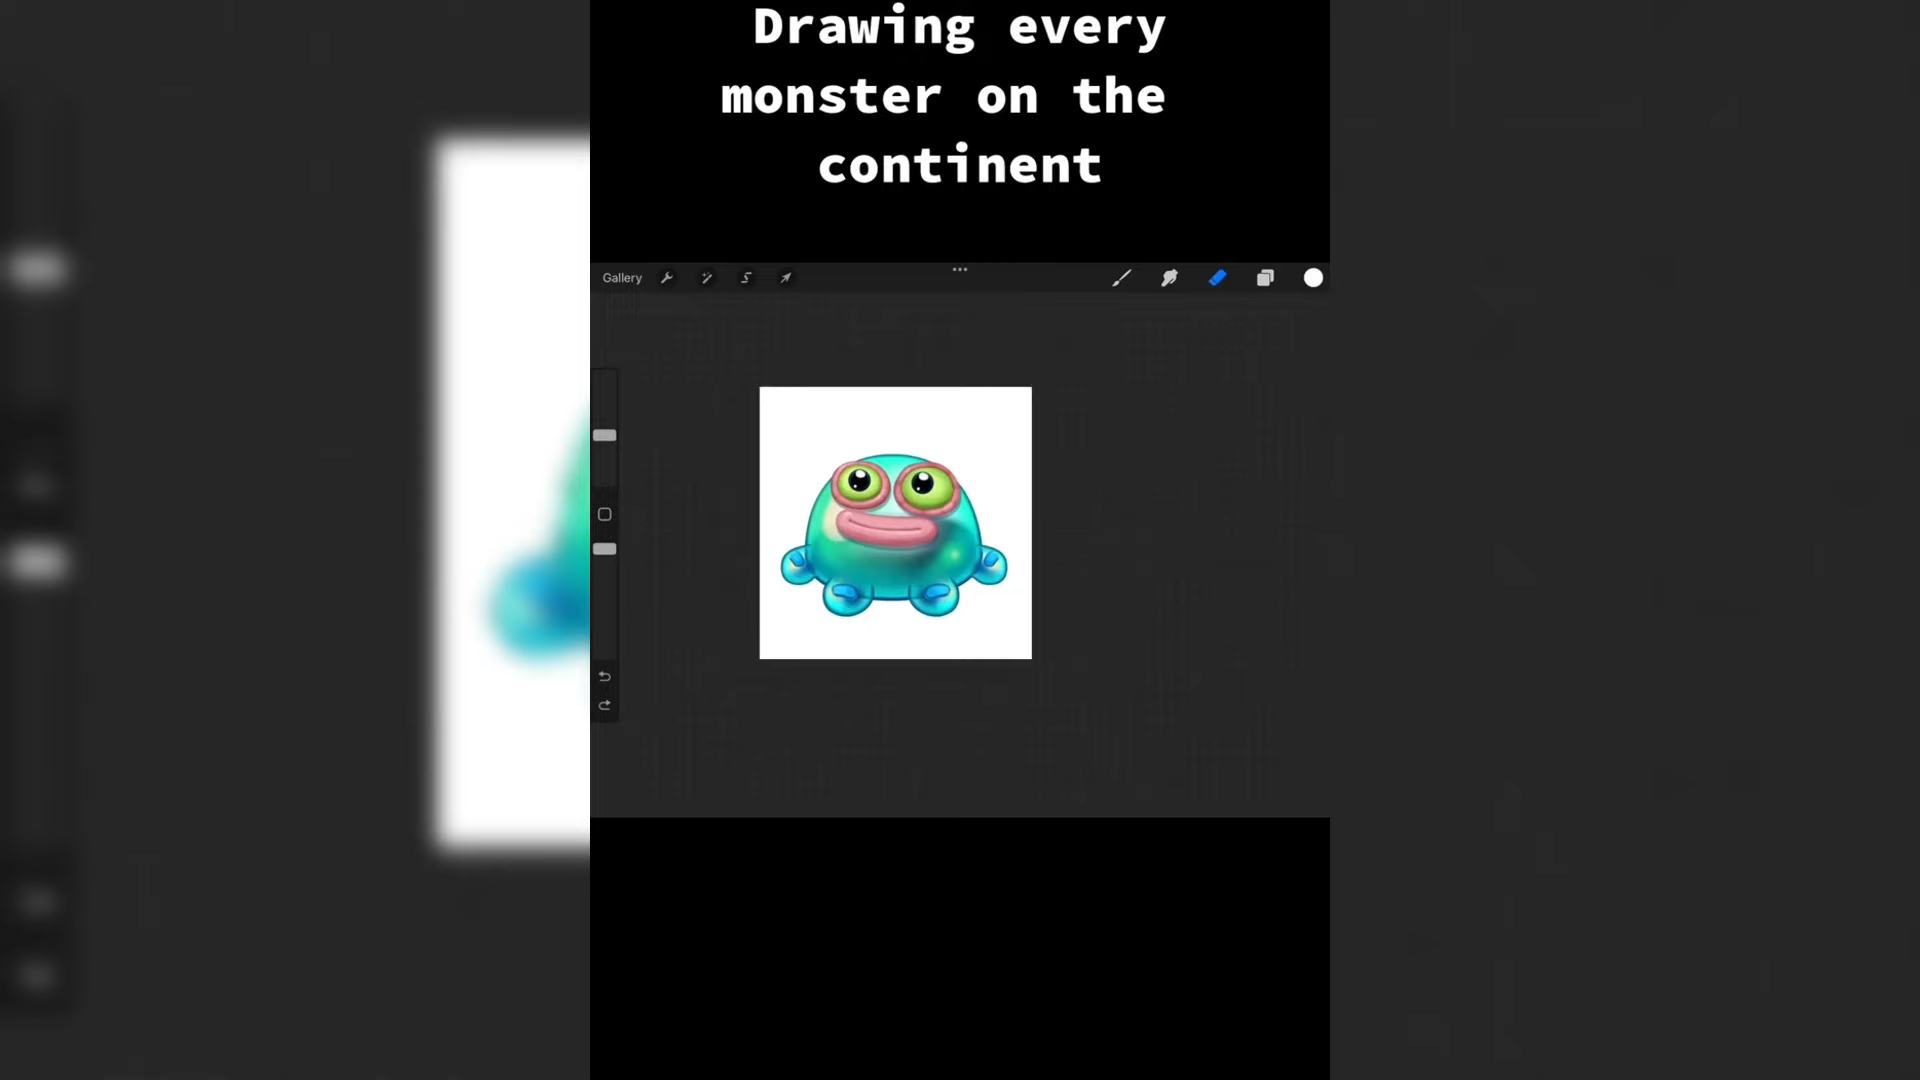 Drawing every
monster on the
continent
Gallery